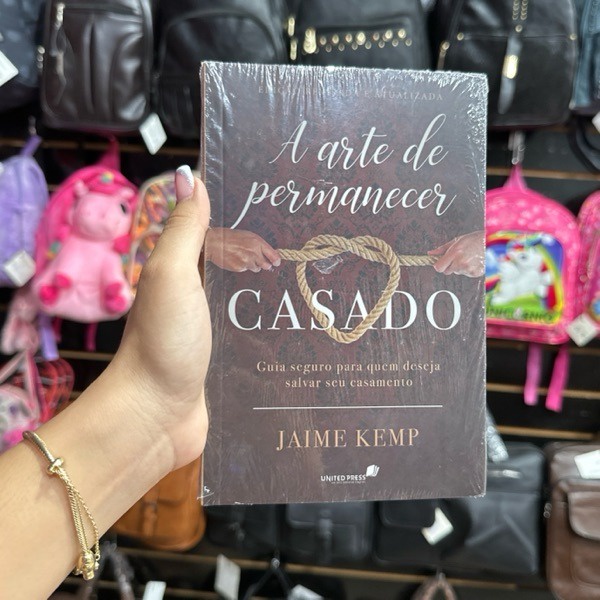 A arte de
permanecer
CASADO
Guia seguro para quem deseja
salvar seu casamento
JAIME KEMP
UNITED PRESS